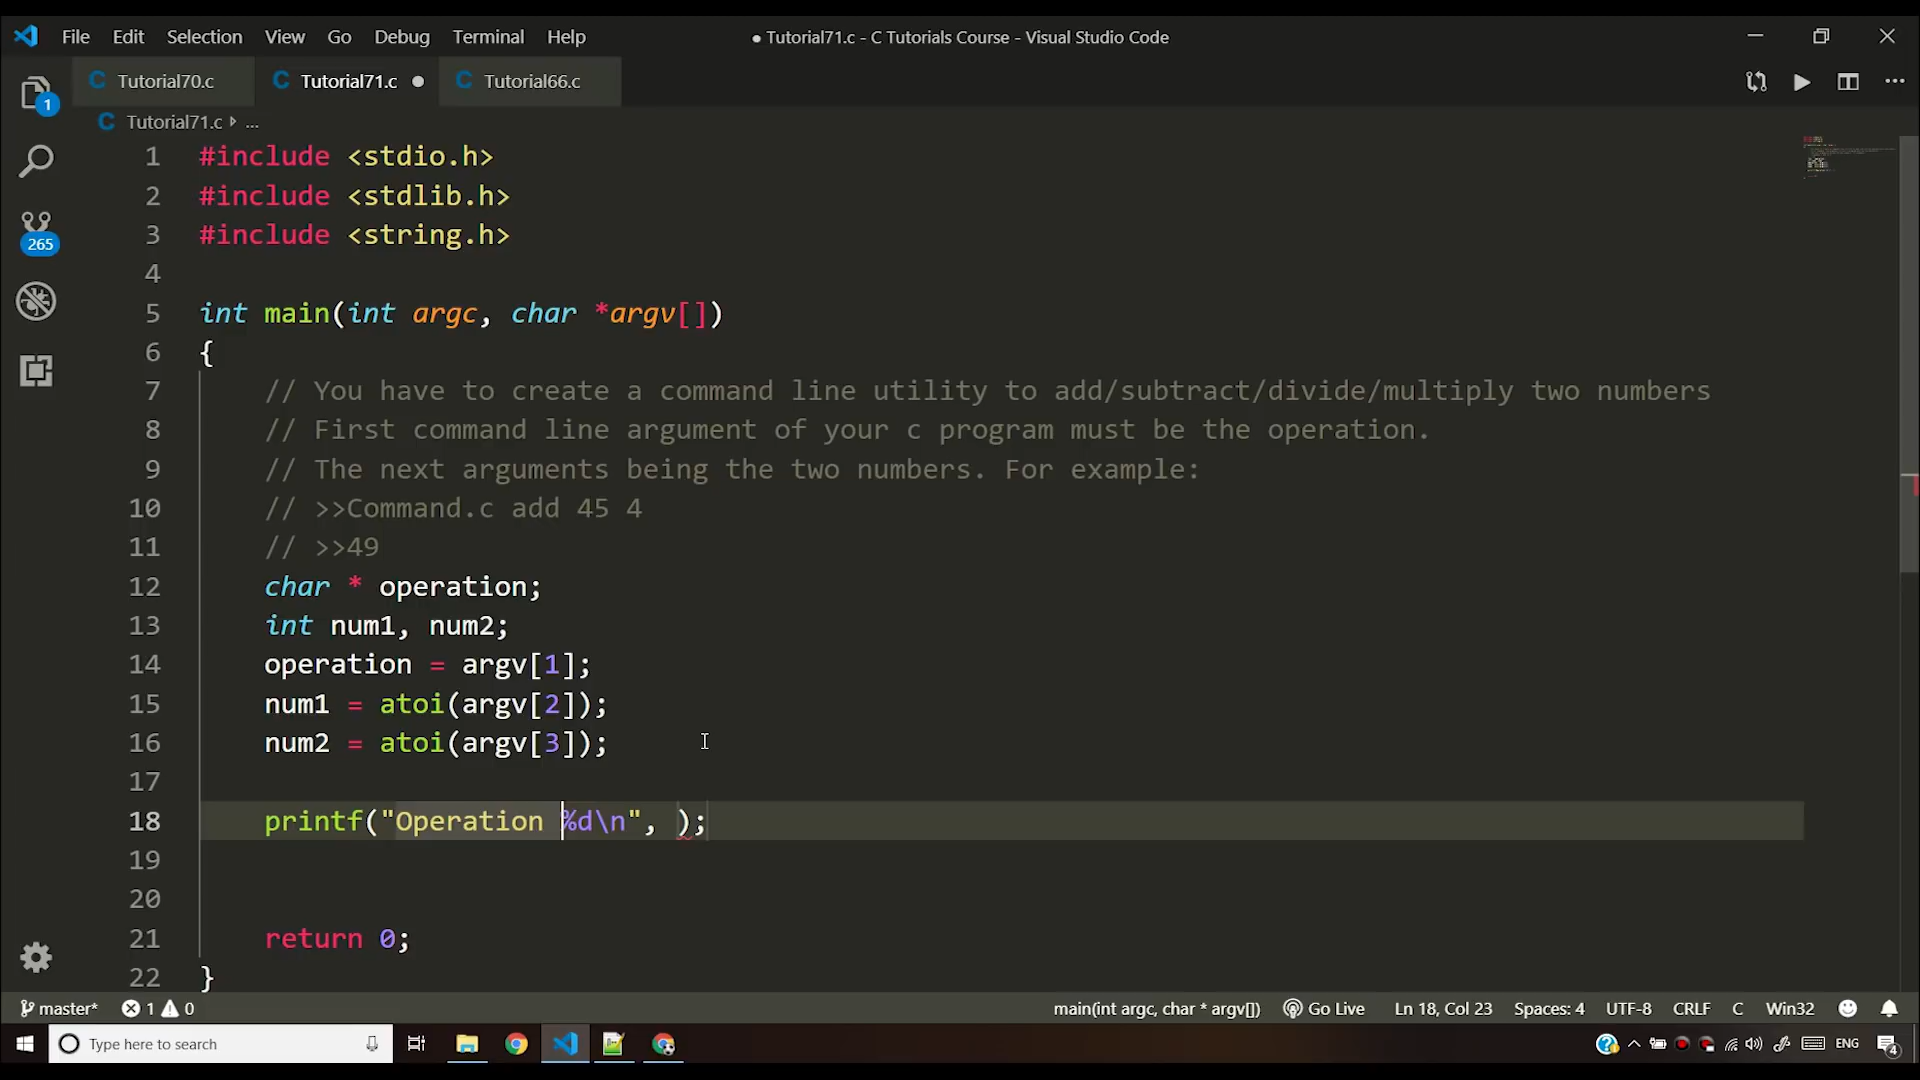 File Edit Selection View Go Debug Terminal Help
● Tutorial71.c - C Tutorials Course - Visual Studio Code
C Tutorial70.c
C Tutorial71.c ●
C Tutorial66.c
1
C Tutorial71.c ▸ ...
1 #include <stdio.h>
2 #include <stdlib.h>
3 #include <string.h>
265
4
5 int main(int argc, char *argv[])
6 {
7 // You have to create a command line utility to add/subtract/divide/multiply two numbers
8 // First command line argument of your c program must be the operation.
9 // The next arguments being the two numbers. For example:
10 // >>Command.c add 45 4
11 // >>49
12 char * operation;
13 int num1, num2;
14 operation = argv[1];
15 num1 = atoi(argv[2]);
16 num2 = atoi(argv[3]);
17
18 printf("Operation %d\n", );
19
20
21 return 0;
22 }
master* 1 0 main(int argc, char * argv[]) Go Live Ln 18, Col 23 Spaces: 4 UTF-8 CRLF C Win32
Type here to search
ENG
4